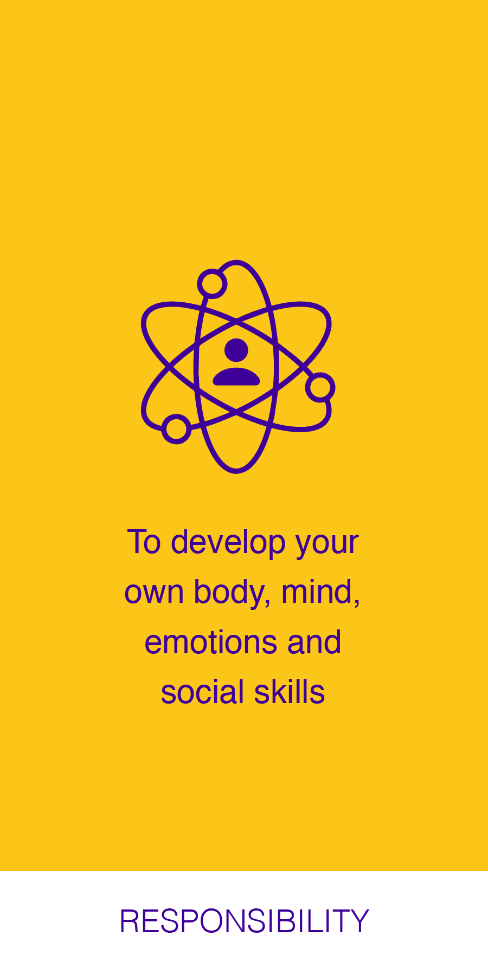 To develop your
own body, mind,
emotions and
social skills
RESPONSIBILITY